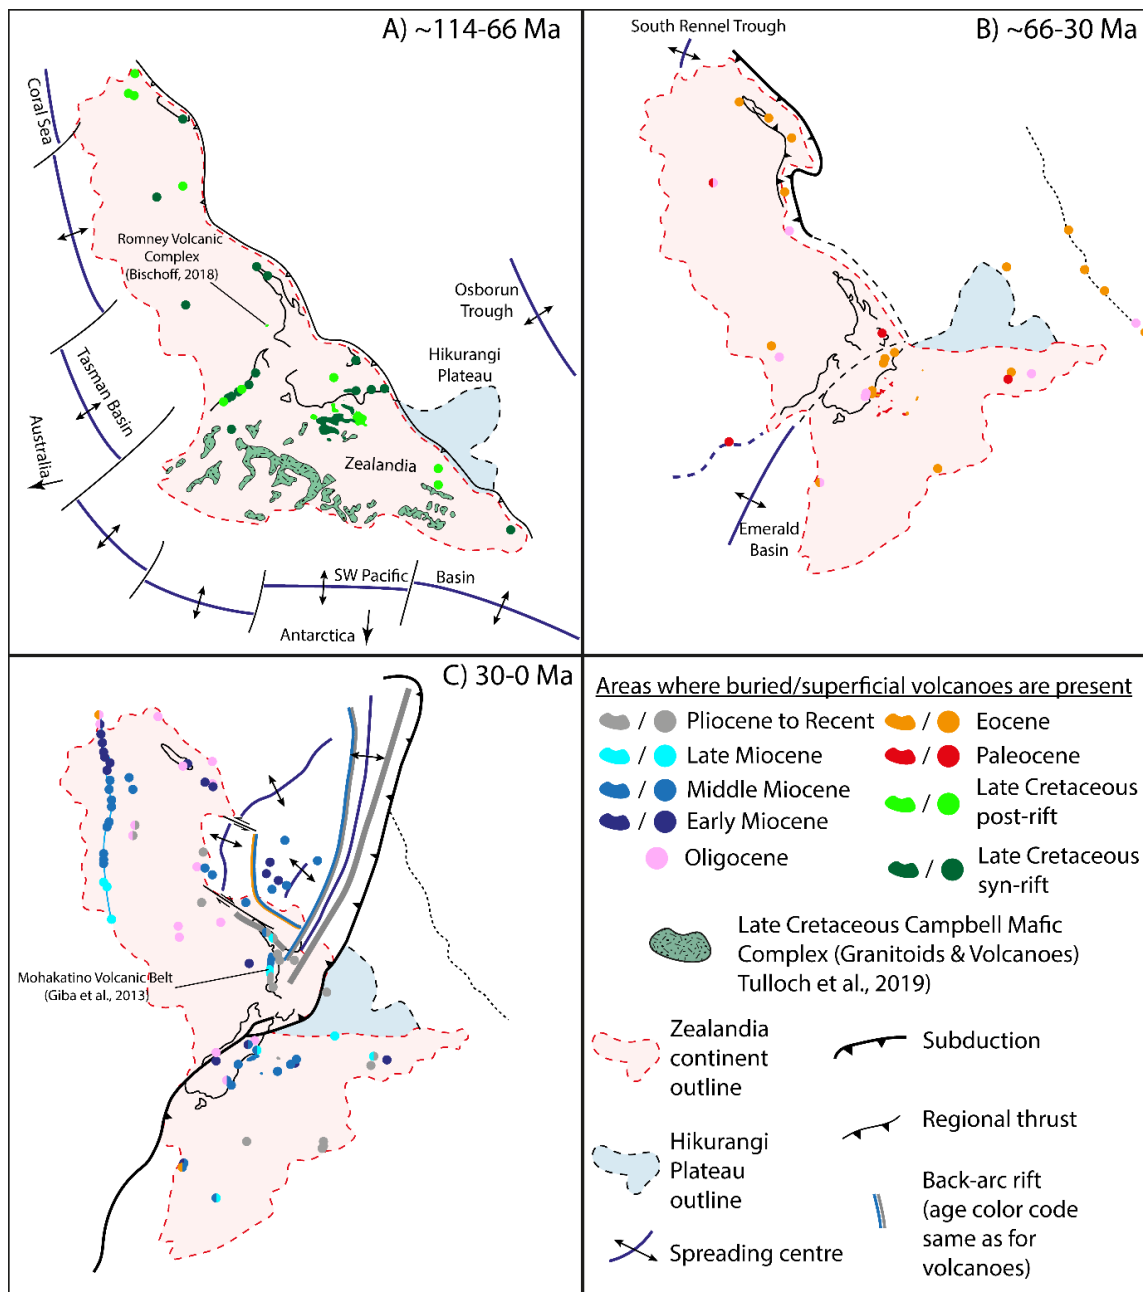 A) ~114-66 Ma
Coral Sea
Romney Volcanic
Complex
(Bischoff, 2018)
Osborun
Trough
Hikurangi
Plateau
Tasman Basin
Australia
Zealandia
SW Pacific
Basin
Antarctica
South Rennel Trough
B) ~66-30 Ma
Emerald
Basin
C) 30-0 Ma
Mohakatino Volcanic Belt
(Giba et al., 2013)
Areas where buried/superficial volcanoes are present
/ Pliocene to Recent
/ Late Miocene
/ Middle Miocene
/ Early Miocene
Oligocene
/ Eocene
/ Paleocene
/ Late Cretaceous
post-rift
/ Late Cretaceous
syn-rift
Late Cretaceous Campbell Mafic
Complex (Granitoids & Volcanoes)
Tulloch et al., 2019)
Zealandia
continent
outline
Hikurangi
Plateau
outline
Spreading centre
Subduction
Regional thrust
Back-arc rift
(age color code
same as for
volcanoes)